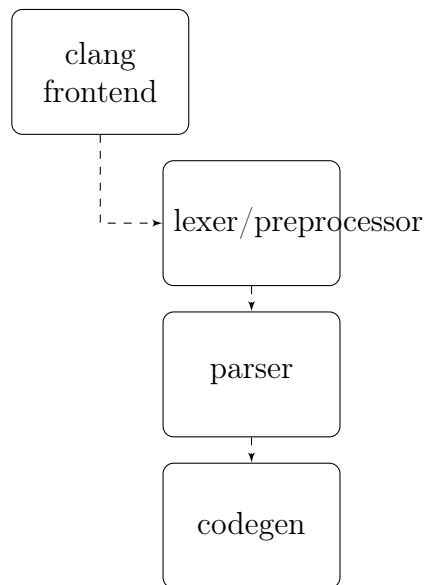 clang
frontend
lexer/preprocessor
parser
codegen